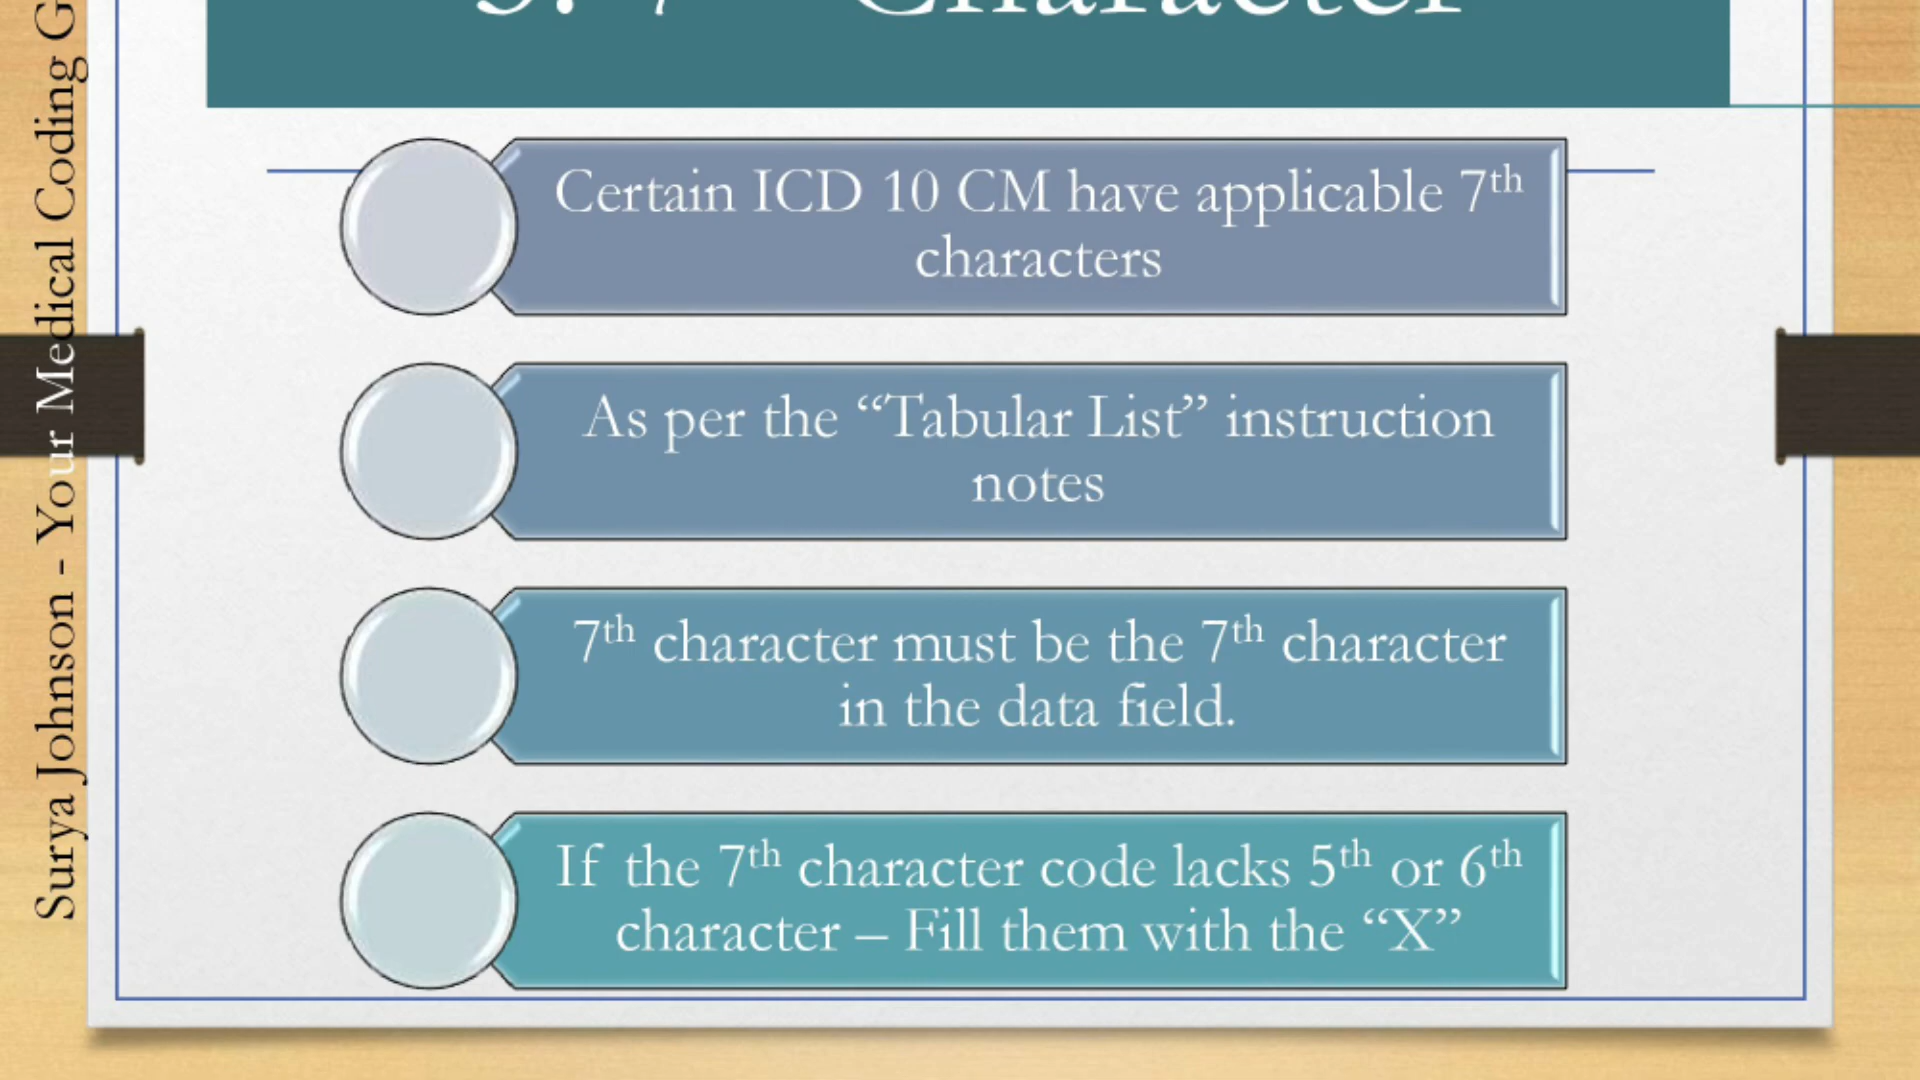 5. 7th Character
Certain ICD 10 CM have applicable 7th
characters
As per the “Tabular List” instruction
notes
7th character must be the 7th character
in the data field.
If the 7th character code lacks 5th or 6th
character – Fill them with the “X”
Surya Johnson - Your Medical Coding G